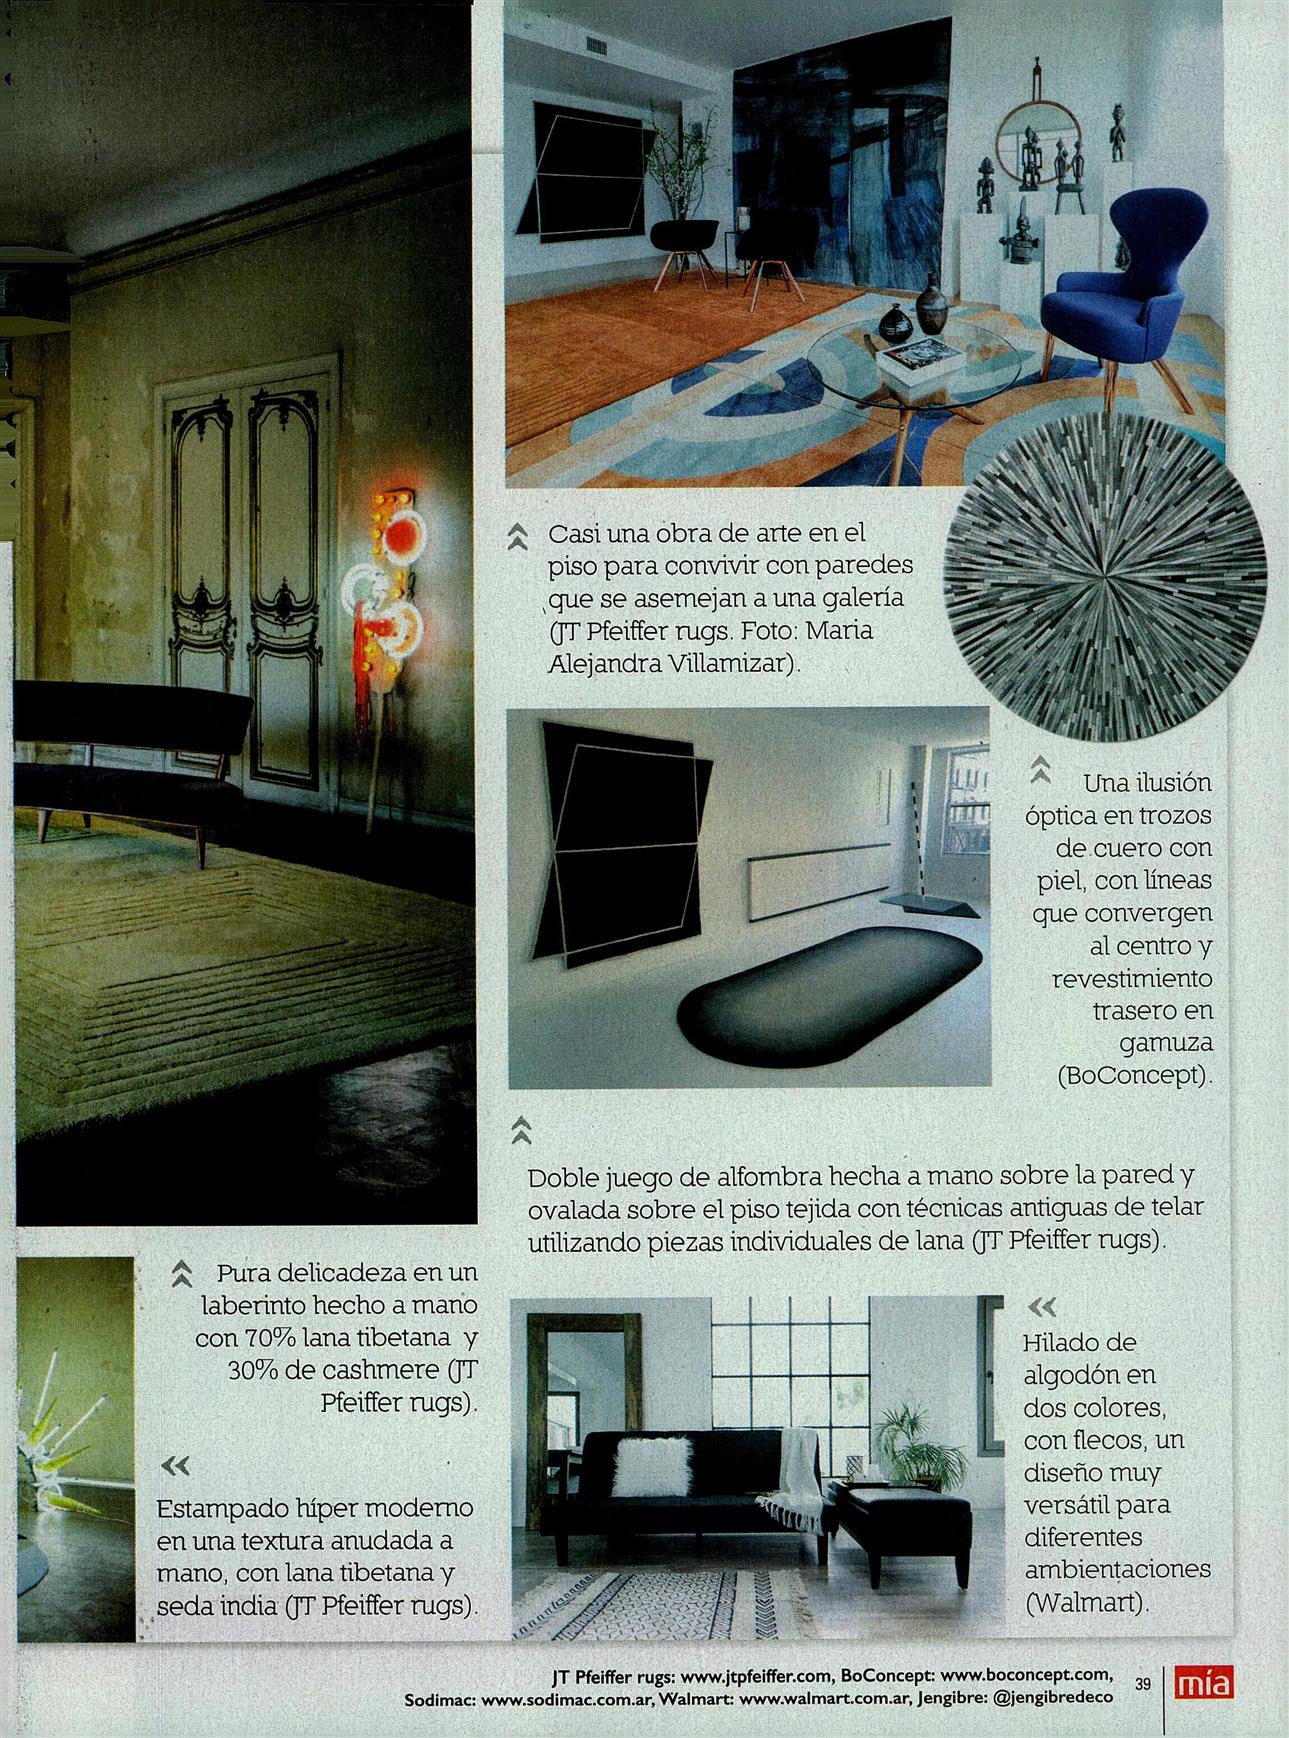 Casi una obra de arte en el
piso para convivir con paredes
que se asemejan a una galería
(JT Pfeiffer rugs. Foto: Maria
Alejandra Villamizar).
Una ilusión
óptica en trozos
de cuero con
piel, con líneas
que convergen
al centro y
revestimiento
trasero en
gamuza
(BoConcept).
Doble juego de alfombra hecha a mano sobre la pared y
ovalada sobre el piso tejida con técnicas antiguas de telar
utilizando piezas individuales de lana (JT Pfeiffer rugs).
Pura delicadeza en un
laberinto hecho a mano
con 70% lana tibetana y
30% de cashmere (JT
Pfeiffer rugs).
Estampado híper moderno
en una textura anudada a
mano, con lana tibetana y
seda india (JT Pfeiffer rugs).
Hilado de
algodón en
dos colores,
con flecos, un
diseño muy
versátil para
diferentes
ambientaciones
(Walmart).
JT Pfeiffer rugs: www.jtpfeiffer.com, BoConcept: www.boconcept.com,
Sodimac: www.sodimac.com.ar, Walmart: www.walmart.com.ar, Jengibre: @jengibredeco
39
mía